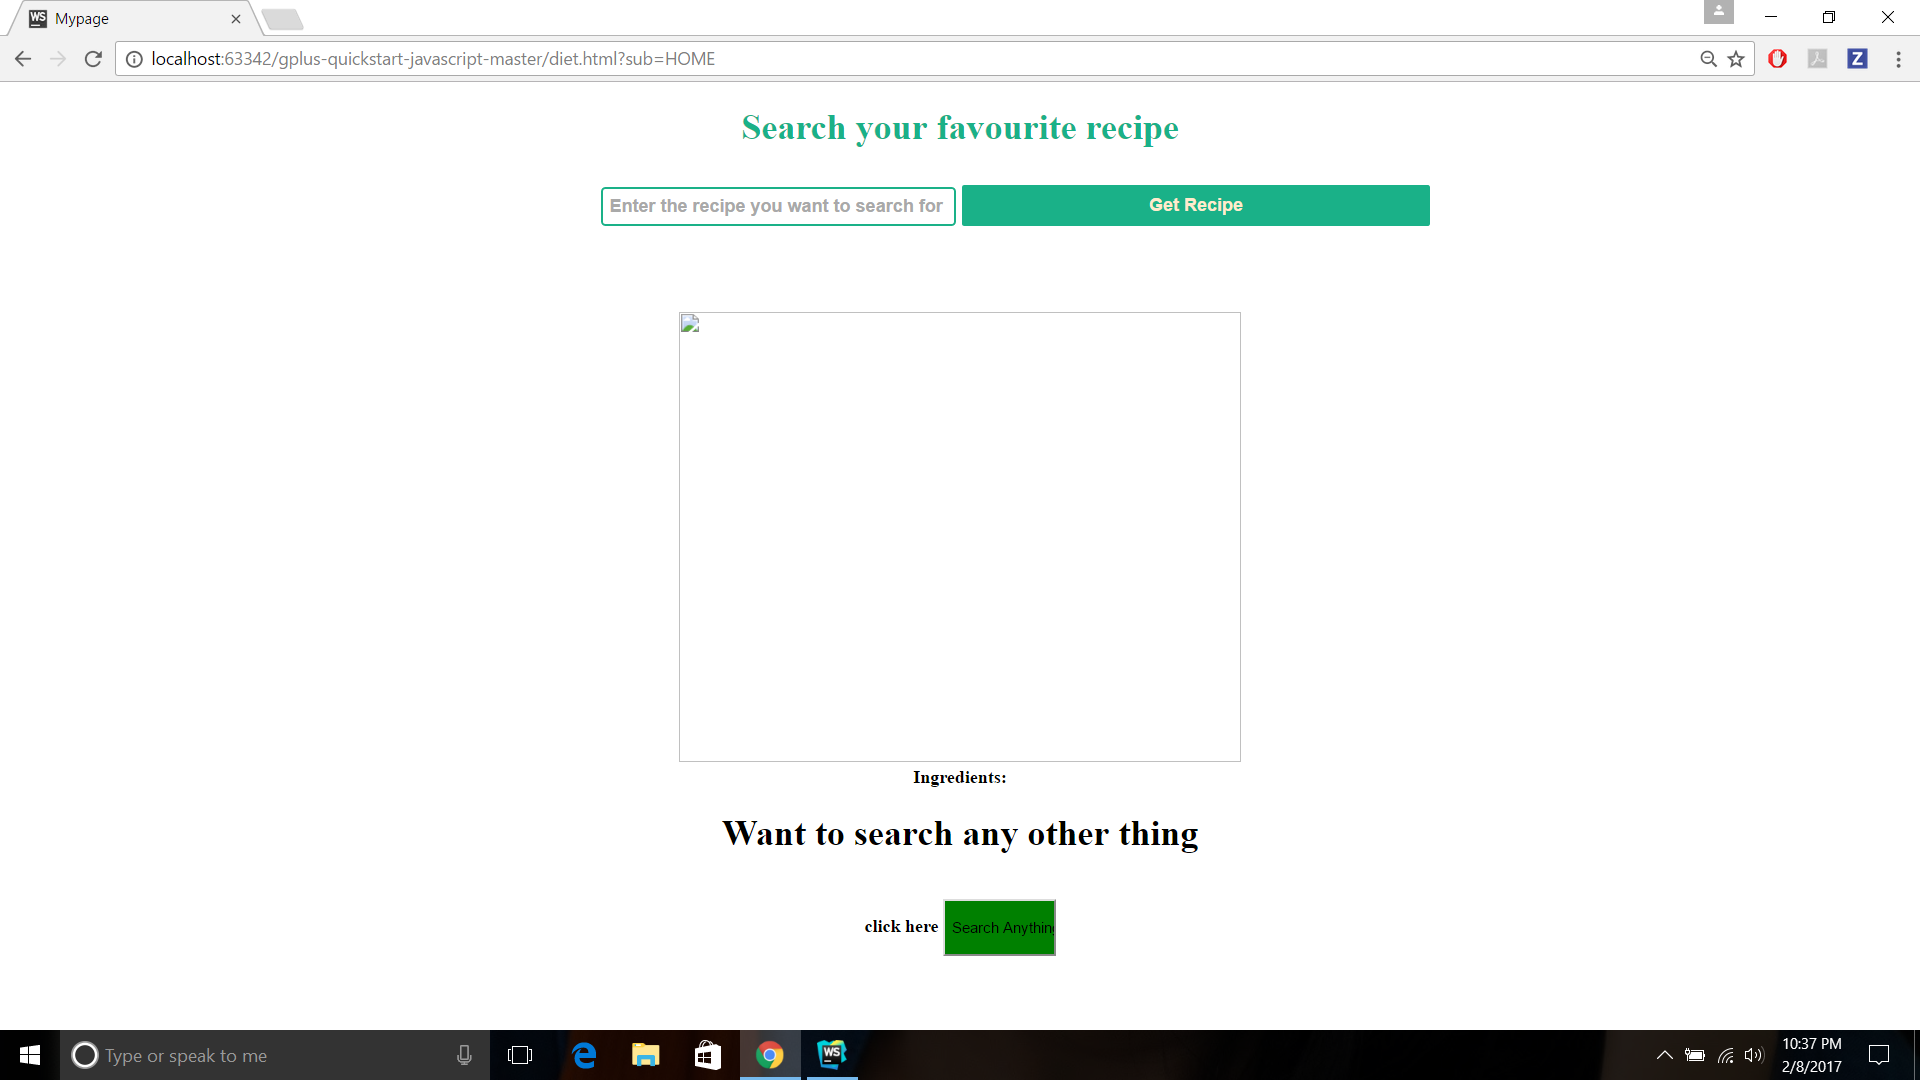 WS Mypage
localhost:63342/gplus-quickstart-javascript-master/diet.html?sub=HOME
Z
Search your favourite recipe
Enter the recipe you want to search for
Get Recipe
Ingredients:
Want to search any other thing
click here
Search Anythin
Type or speak to me
WS
10:37 PM
2/8/2017